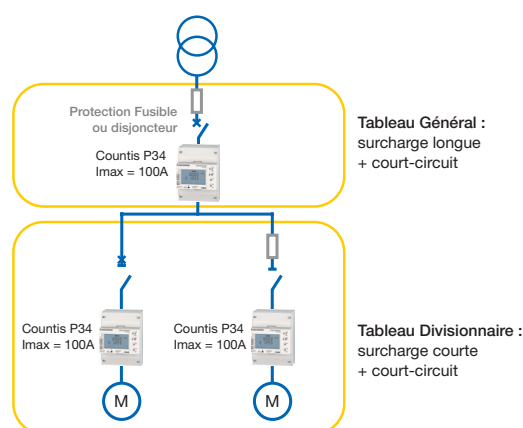 Protection Fusible
ou disjoncteur
Countis P34
Imax = 100A
Tableau Général :
surcharge longue
+ court-circuit
Countis P34
Imax = 100A
Countis P34
Imax = 100A
Tableau Divisionnaire :
surcharge courte
+ court-circuit
M
M